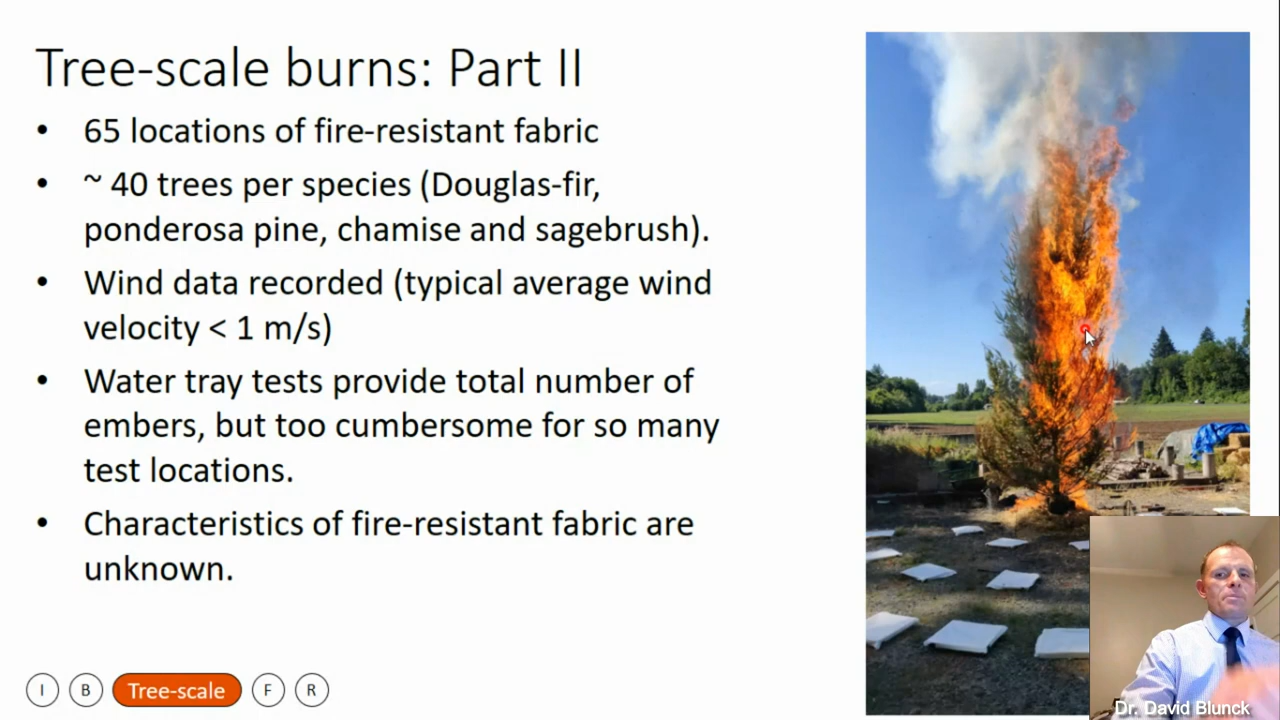 Tree-scale burns: Part II
• 65 locations of fire-resistant fabric
• ~ 40 trees per species (Douglas-fir,
ponderosa pine, chamise and sagebrush).
• Wind data recorded (typical average wind
velocity < 1 m/s)
• Water tray tests provide total number of
embers, but too cumbersome for so many
test locations.
• Characteristics of fire-resistant fabric are
unknown.
I B Tree-scale F R
Dr. David Blunck